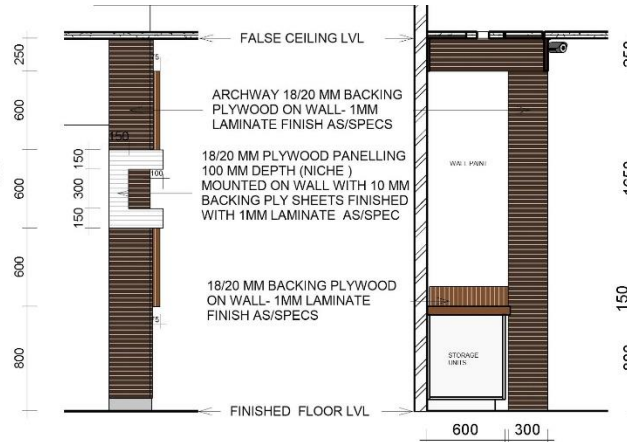 FALSE CEILING LVL
250
600
600
600
800
150
300
150
150
100
75
ARCHWAY 18/20 MM BACKING
PLYWOOD ON WALL- 1MM
LAMINATE FINISH AS/SPECS
18/20 MM PLYWOOD PANELLING
100 MM DEPTH (NICHE )
MOUNTED ON WALL WITH 10 MM
BACKING PLY SHEETS FINISHED
WITH 1MM LAMINATE AS/SPEC
18/20 MM BACKING PLYWOOD
ON WALL- 1MM LAMINATE
FINISH AS/SPECS
FINISHED FLOOR LVL
WALL PAINT
STORAGE
UNITS
150
600
300